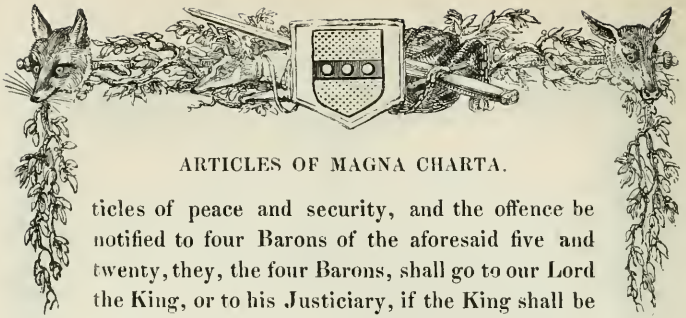 ARTICLES OF MAGNA CHARTA.
ticles of peace and security, and the offence be
notified to four Barons of the aforesaid five and
twenty, they, the four Barons, shall go to our Lord
the King, or to his Justiciary, if the King shall be